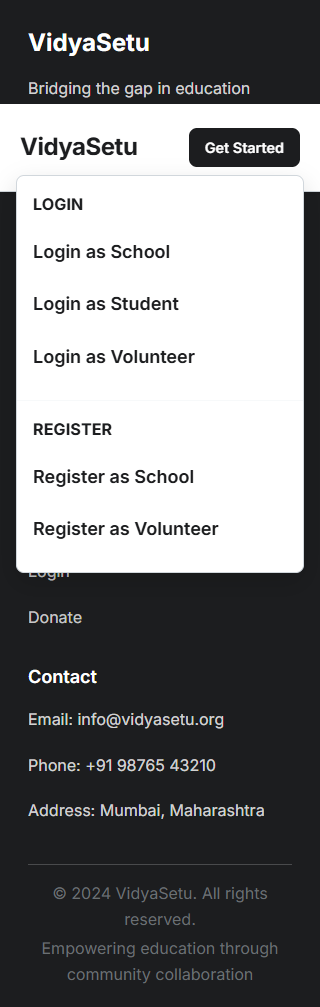 VidyaSetu
Bridging the gap in education
VidyaSetu
Get Started
LOGIN
Login as School
Login as Student
Login as Volunteer
REGISTER
Register as School
Register as Volunteer
Login
Donate
Contact
Email: info@vidyasetu.org
Phone: +91 98765 43210
Address: Mumbai, Maharashtra
© 2024 VidyaSetu. All rights
reserved.
Empowering education through
community collaboration